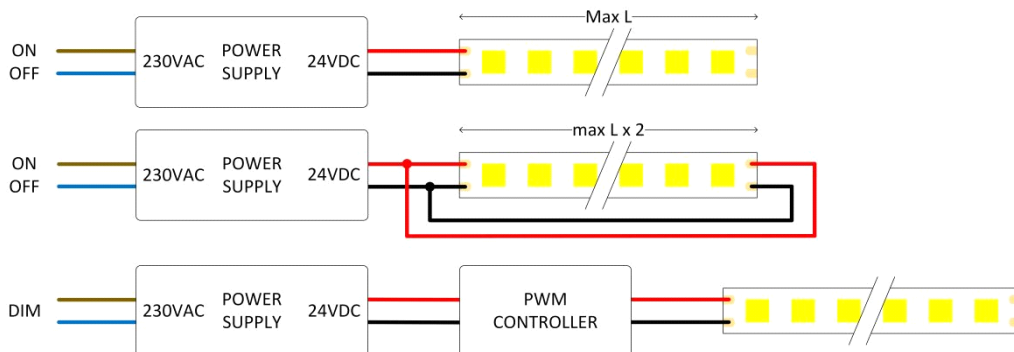 Max L
ON 230VAC POWER 24VDC
OFF SUPPLY
max L x 2
ON 230VAC POWER 24VDC
OFF SUPPLY
DIM 230VAC POWER 24VDC PWM
SUPPLY CONTROLLER